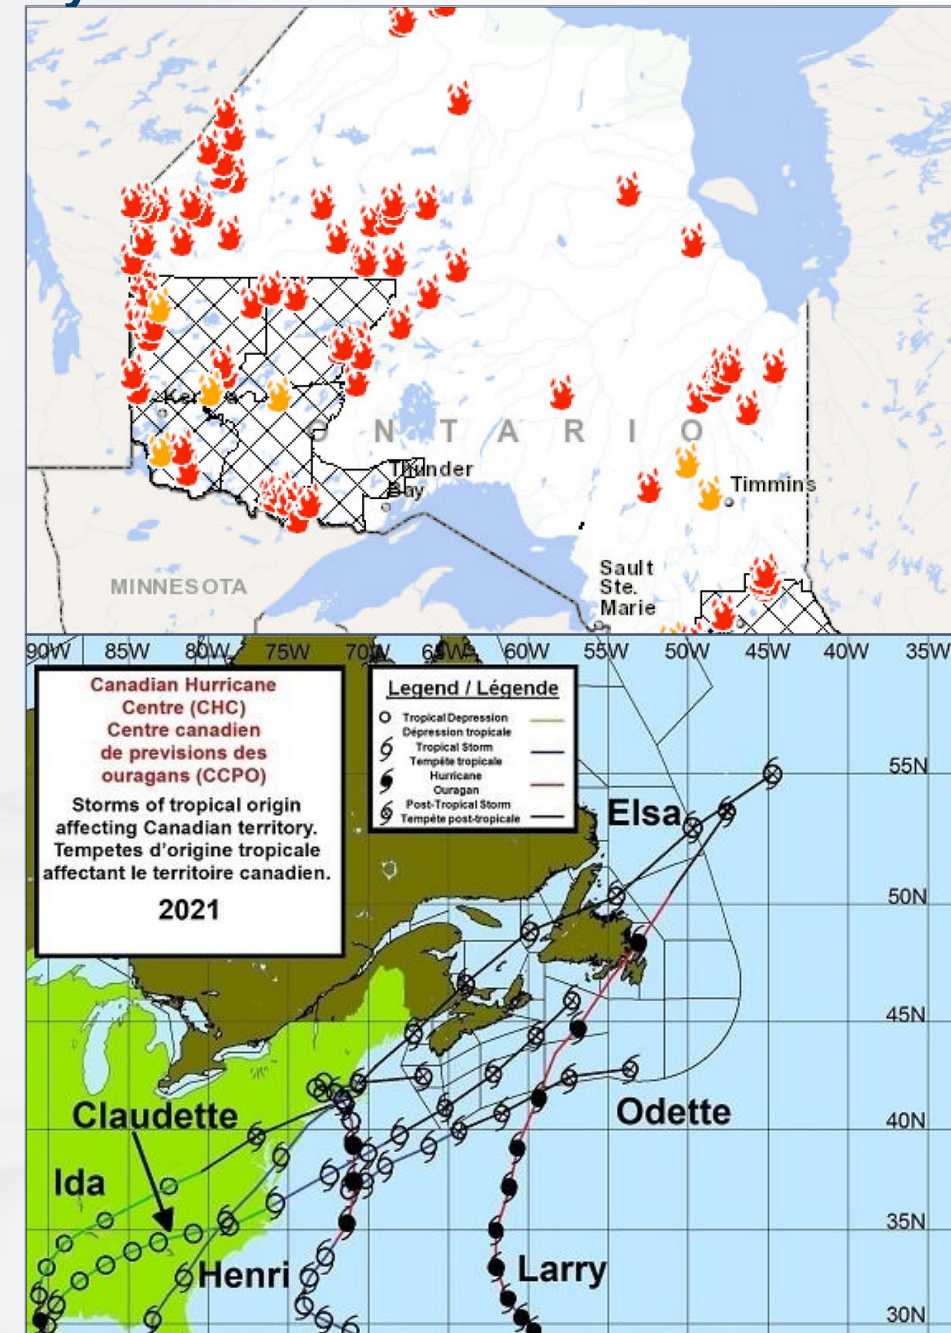 ONTARIO
Thunder
Bay
Timmins
MINNESOTA
Sault
Ste.
Marie
90W 85W 80W 75W 70W 65W 60W 55W 50W 45W 40W 35W
Canadian Hurricane
Centre (CHC)
Centre canadien
de previsions des
ouragans (CCPO)
Storms of tropical origin
affecting Canadian territory.
Tempetes d'origine tropicale
affectant le territoire canadien.
2021
Legend / Légende
Tropical Depression
Dépression tropicale
Tropical Storm
Tempête tropicale
Hurricane
Ouragan
Post-Tropical Storm
Tempête post-tropicale
55N
Elsa
50N
45N
Claudette
Odette
40N
Ida
35N
Henri
Larry
30N